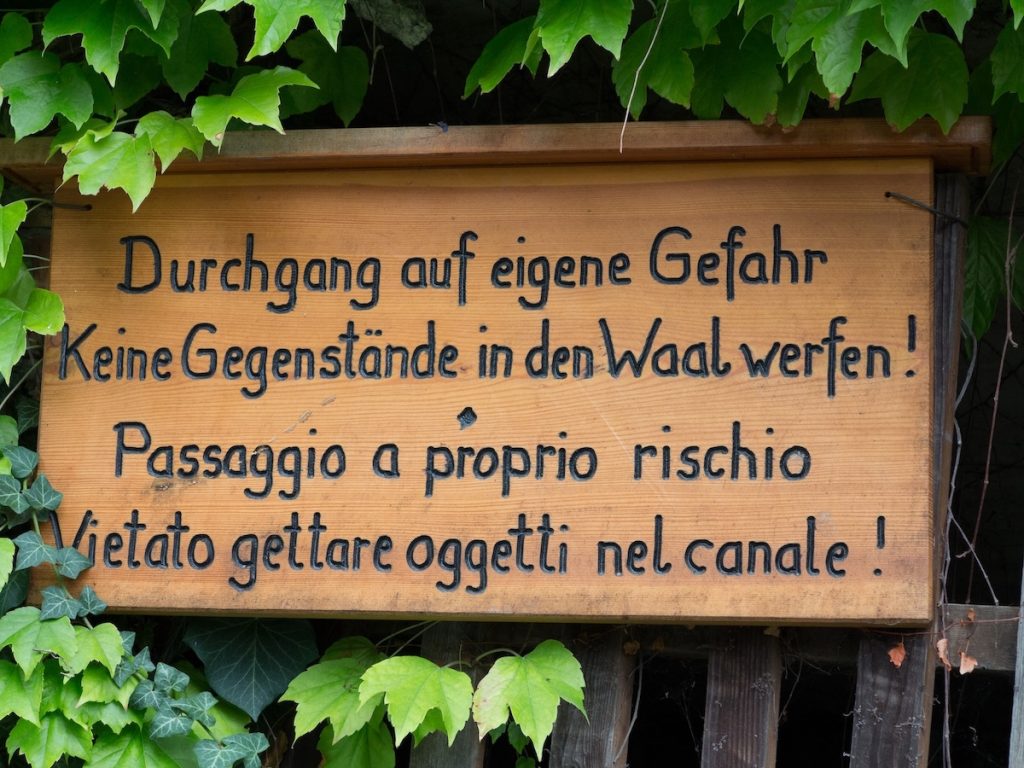 Durchgang auf eigene Gefahr
Keine Gegenstände in den Waal werfen !
Passaggio a proprio rischio
Vietato gettare oggetti nel canale !